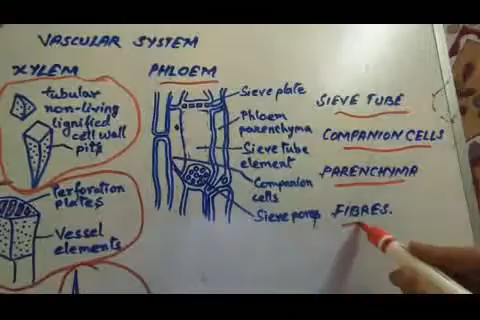 VASCULAR SYSTEM
XYLEM
tubular
non-living
lignified
cell wall
pits
Perforation
plates
Vessel
elements
PHLOEM
Sieve plate
Phloem
parenchyma
Sieve tube
element
Companion
cells
Sieve pores
SIEVE TUBE
COMPANION CELLS
PARENCHYMA
FIBRES.